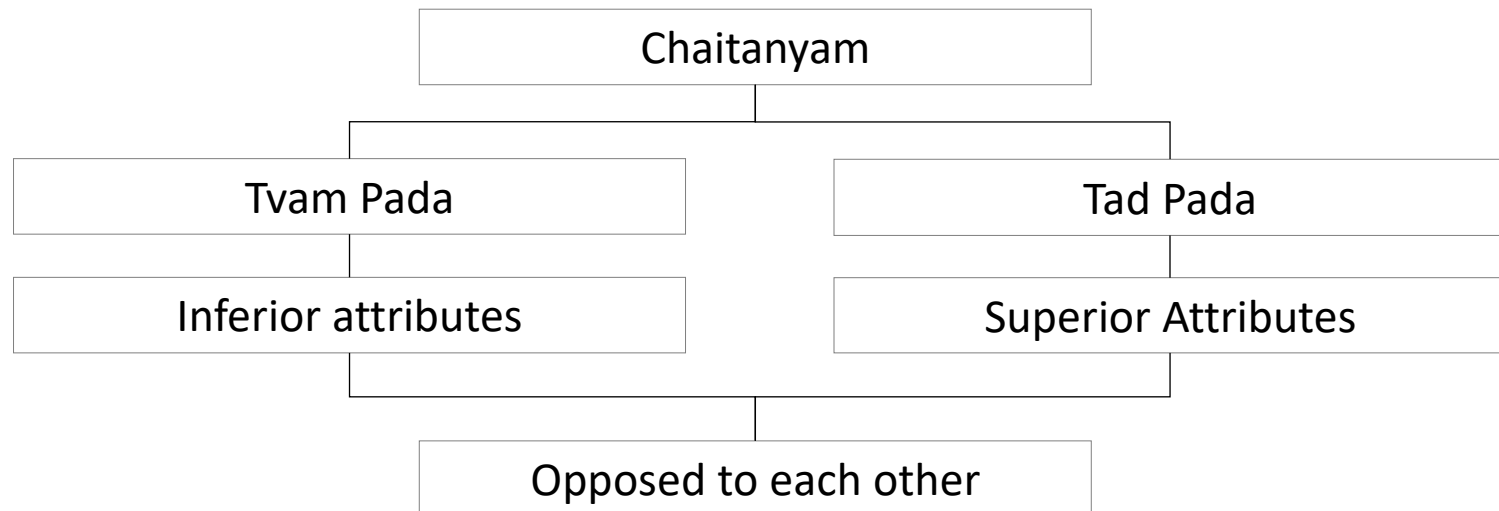 Chaitanyam
Tvam Pada
Tad Pada
Inferior attributes
Superior Attributes
Opposed to each other